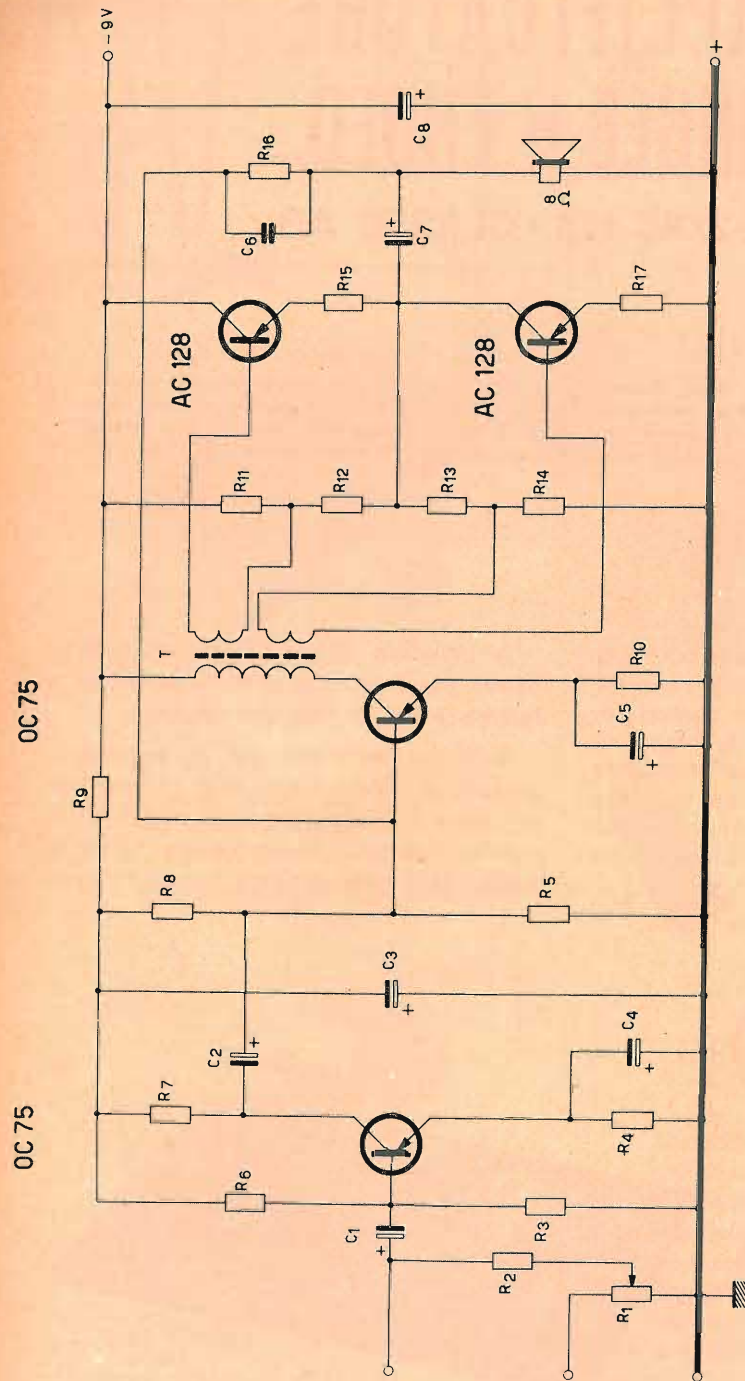 OC 75
OC 75
AC 128
AC 128
- 9 V
+
R1
R2
R3
R4
R5
R6
R7
R8
R9
R10
R11
R12
R13
R14
R15
R16
R17
C1
+
C2
+
C3
+
C4
+
C5
+
C6
C7
+
C8
+
T
8
Ω